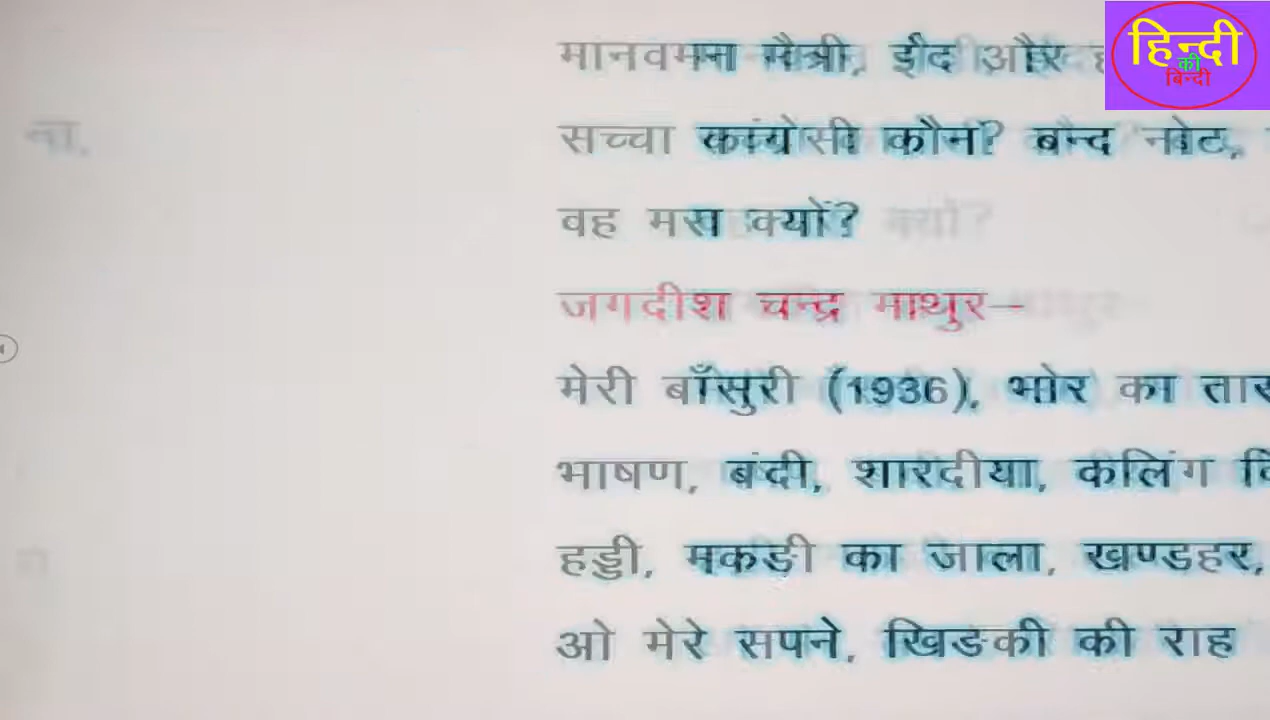 हिन्दी
की
बिन्दी
मानवमन मैत्री, ईद और
सच्चा कांग्रेसी कौन? बन्द नोट,
वह मरा क्यों?
जगदीश चन्द्र माथुर—
मेरी बाँसुरी (1936), भोर का
भाषण, बंदी, शारदीया, कलिंग
हड्डी, मकड़ी का जाला, खण्डहर,
ओ मेरे सपने, खिड़की की राह